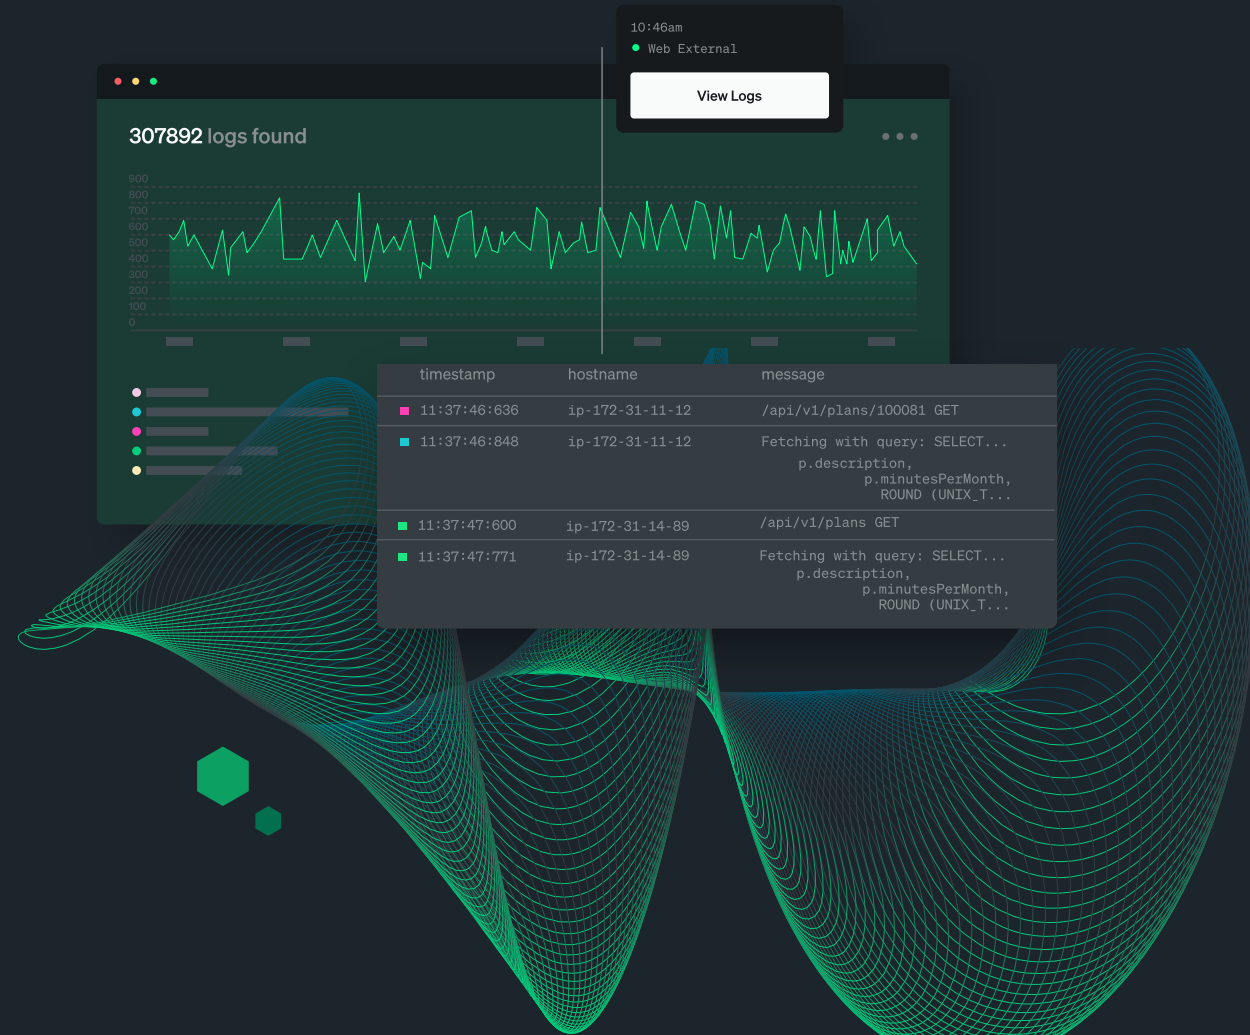 10:46am
Web External
View Logs
307892 logs found
900
800
700
600
500
400
300
200
100
0
timestamp hostname message
11:37:46:636 ip-172-31-11-12 /api/v1/plans/100081 GET
11:37:46:848 ip-172-31-11-12 Fetching with query: SELECT...
p.description,
p.minutesPerMonth,
ROUND (UNIX_T...
11:37:47:600 ip-172-31-14-89 /api/v1/plans GET
11:37:47:771 ip-172-31-14-89 Fetching with query: SELECT...
p.description,
p.minutesPerMonth,
ROUND (UNIX_T...